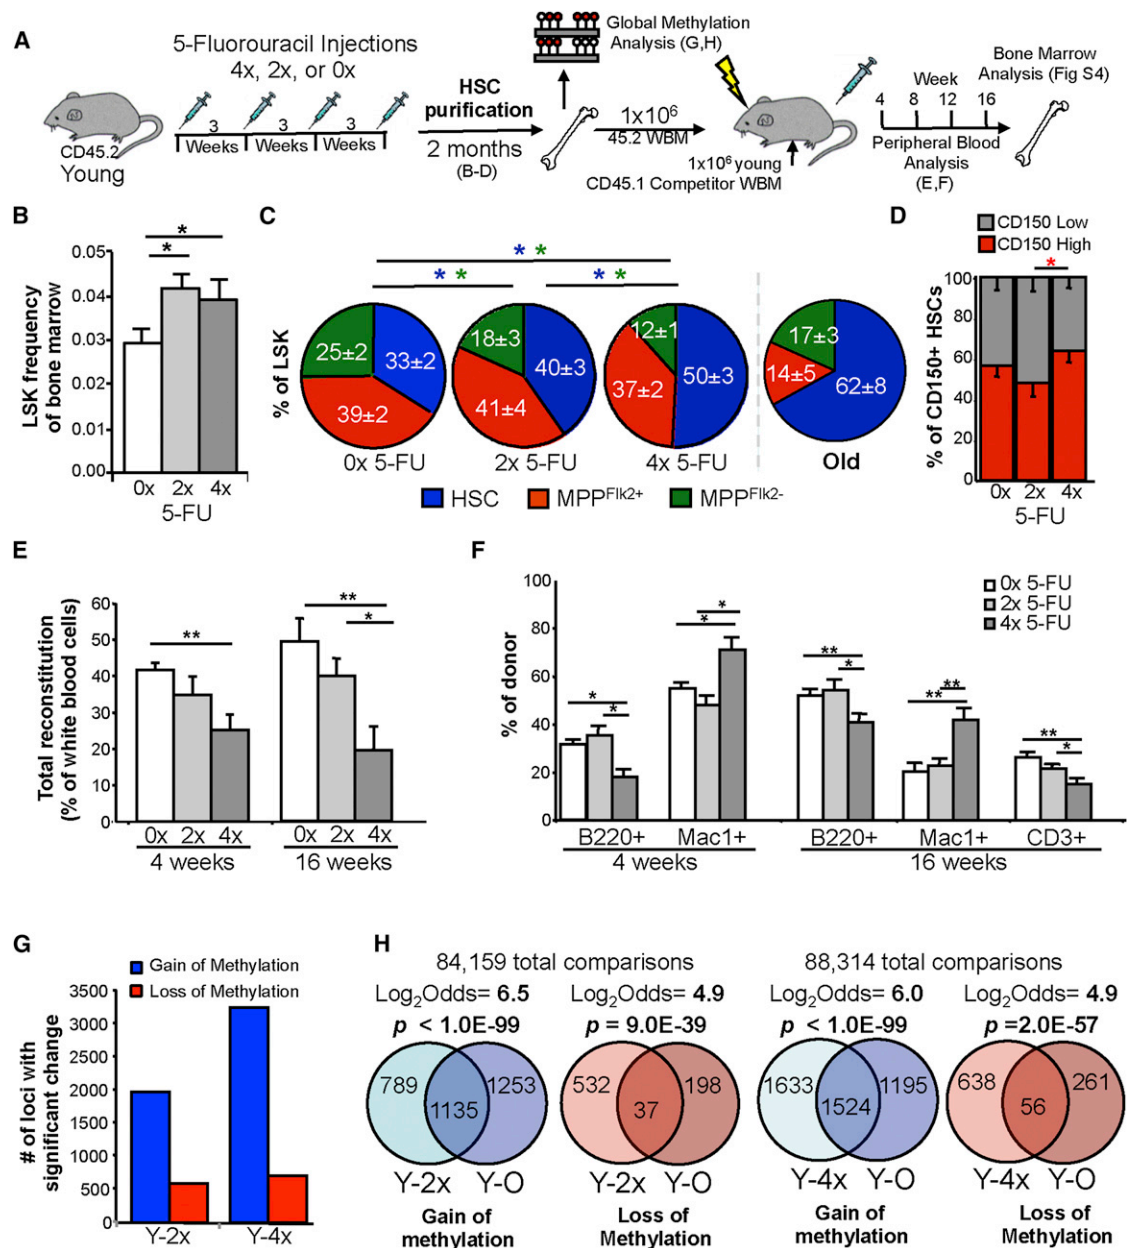 A
5-Fluorouracil Injections
4x, 2x, or 0x
3 3 3
Weeks Weeks Weeks
CD45.2
Young
HSC
purification
2 months
(B-D)
Global Methylation
Analysis (G,H)
1x10⁶
45.2 WBM
1x10⁶ young
CD45.1 Competitor WBM
Week
4 8 12 16
Peripheral Blood
Analysis
(E,F)
Bone Marrow
Analysis (Fig S4)
B
LSK frequency
of bone marrow
0.05
0.04
0.03
0.02
0.01
0.00
* *
0x 2x 4x
5-FU
C
% of LSK
* *
* * * *
25±2 33±2 39±2
18±3 40±3 41±4
12±1 50±3 37±2
17±3 14±5 62±8
0x 5-FU 2x 5-FU 4x 5-FU Old
HSC MPP^Flk2+ MPP^Flk2-
D
CD150 Low
CD150 High
*
% of CD150+ HSCs
100
80
60
40
20
0
0x 2x 4x
5-FU
E
Total reconstitution
(% of white blood cells)
60
50
40
30
20
10
0
** ** *
0x 2x 4x 0x 2x 4x
4 weeks 16 weeks
F
% of donor
100
80
60
40
20
0
0x 5-FU
2x 5-FU
4x 5-FU
* * * * ** * ** ** ** *
B220+ Mac1+ B220+ Mac1+ CD3+
4 weeks 16 weeks
G
Gain of Methylation
Loss of Methylation
# of loci with
significant change
3500
3000
2500
2000
1500
1000
500
0
Y-2x Y-4x
H
84,159 total comparisons
Log₂Odds= 6.5 Log₂Odds= 4.9
p < 1.0E-99 p = 9.0E-39
789 1135 1253
532 37 198
Y-2x Y-O Y-2x Y-O
Gain of
methylation
Loss of
Methylation
88,314 total comparisons
Log₂Odds= 6.0 Log₂Odds= 4.9
p < 1.0E-99 p =2.0E-57
1633 1524 1195
638 56 261
Y-4x Y-O Y-4x Y-O
Gain of
methylation
Loss of
Methylation